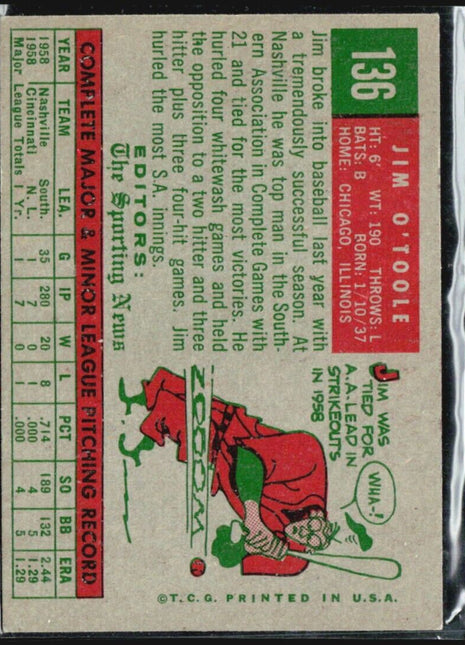 136
JIM O'TOOLE
HT: 6' WT: 190 THROWS: L
BATS: B BORN: 1/10/37
HOME: CHICAGO, ILLINOIS
Jim broke into baseball last year with
a tremendously successful season. At
Nashville he was top man in the South-
ern Association in Complete Games with
21 and tied for the most victories. He
hurled four whitewash games and held
the opposition to a two hitter and three
hitter plus three four-hit games. Jim
hurled the most S.A. innings.
EDITORS:
The Sporting News
JIM WAS
TIED FOR
A.A. LEAD IN
STRIKEOUTS
IN 1958
WHA-!
ZOOOM
©T.C.G. PRINTED IN U.S.A.
COMPLETE MAJOR & MINOR LEAGUE PITCHING RECORD
YEAR TEAM LEA. G IP W L PCT SO BB ERA
1958 Nashville South. 35 280 20 8 .714 189 132 2.44
1958 Cincinnati N. L. 1 7 0 1 .000 4 5 1.29
Major League Totals 1 Yr. 1 7 0 1 .000 4 5 1.29